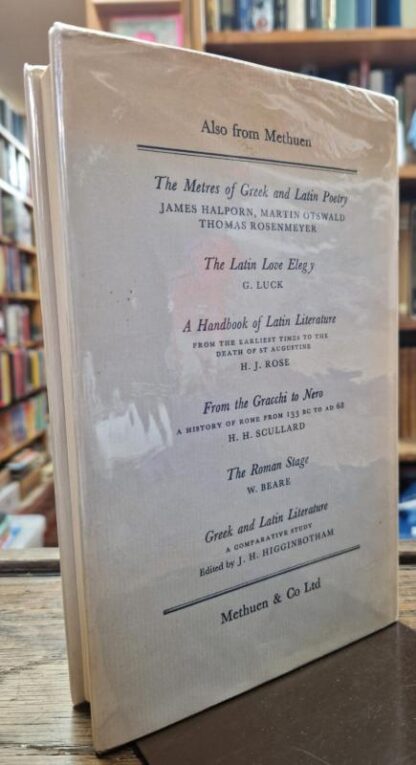 Also from Methuen
The Metres of Greek and Latin Poetry
JAMES HALPORN, MARTIN OTSWALD
THOMAS ROSENMEYER
The Latin Love Elegy
G. LUCK
A Handbook of Latin Literature
FROM THE EARLIEST TIMES TO THE
DEATH OF ST AUGUSTINE
H. J. ROSE
From the Gracchi to Nero
A HISTORY OF ROME FROM 133 BC TO AD 68
H. H. SCULLARD
The Roman Stage
W. BEARE
Greek and Latin Literature
A COMPARATIVE STUDY
Edited by J. H. HIGGINBOTHAM
Methuen & Co Ltd